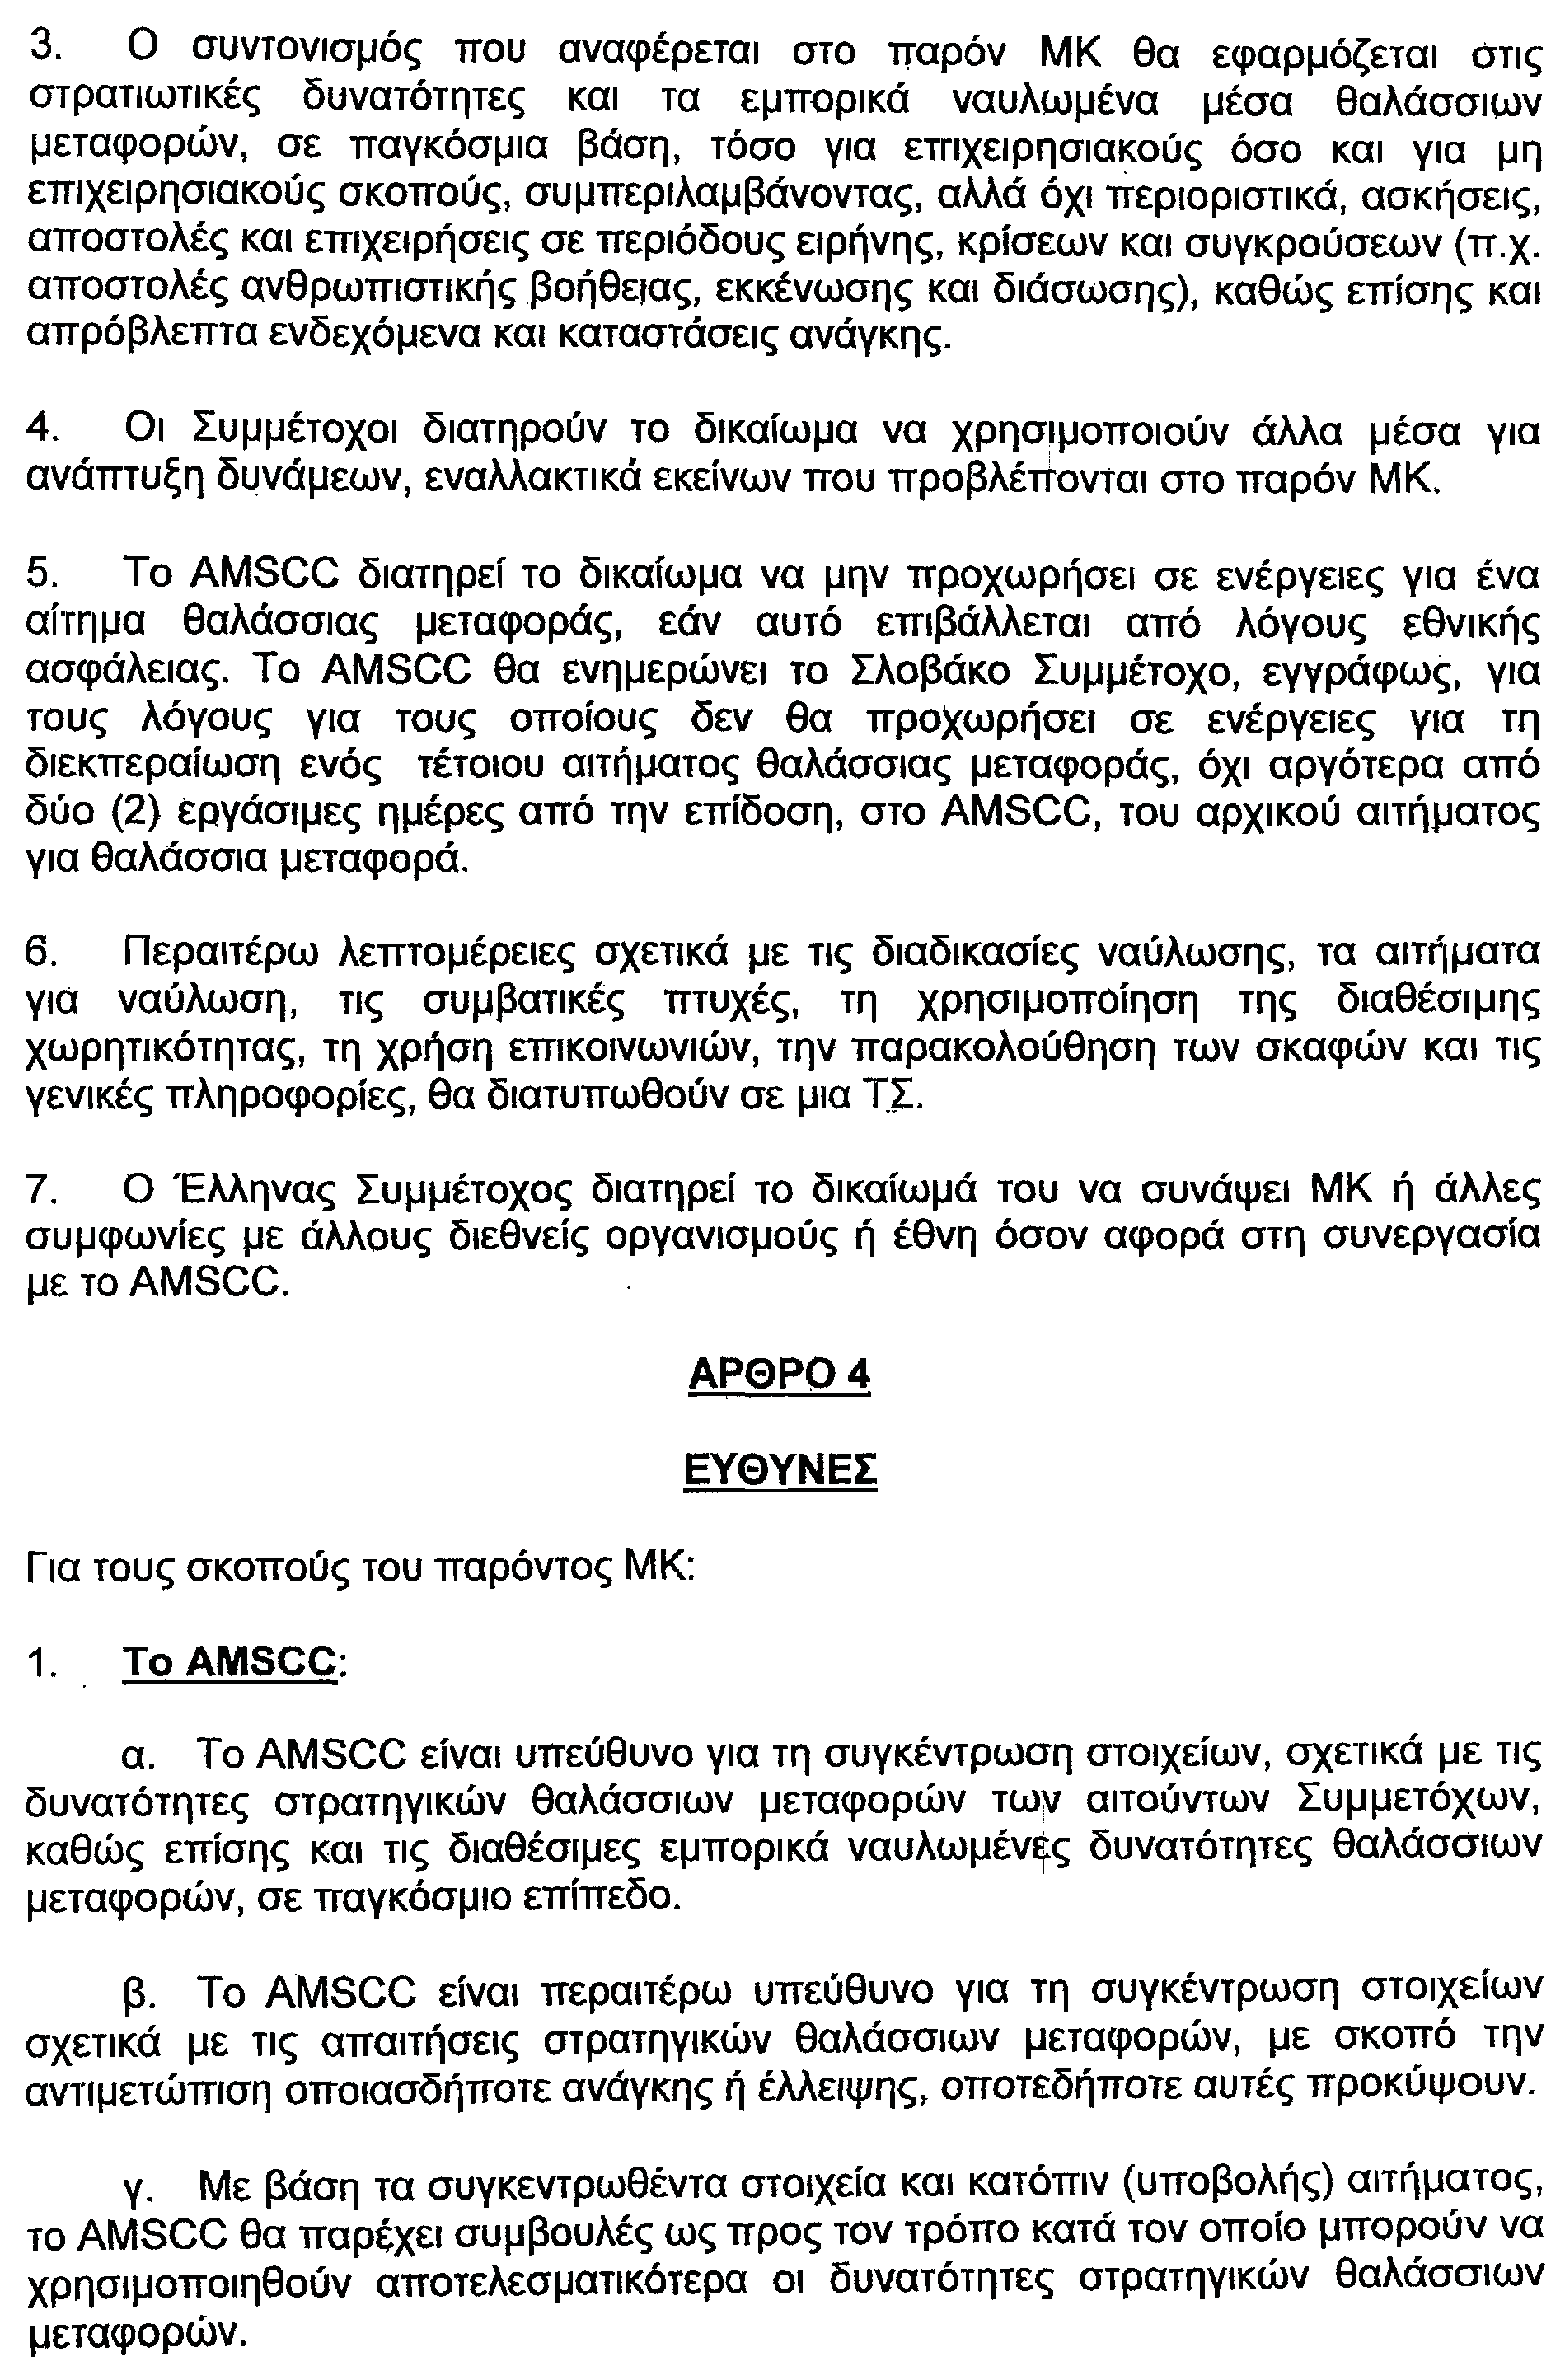 3. Ο συντονισμός που αναφέρεται στο παρόν ΜΚ θα εφαρμόζεται στις
στρατιωτικές δυνατότητες και τα εμπορικά ναυλωμένα μέσα θαλάσσιων
μεταφορών, σε παγκόσμια βάση, τόσο για επιχειρησιακούς όσο και για μη
επιχειρησιακούς σκοπούς, συμπεριλαμβάνοντας, αλλά όχι περιοριστικά, ασκήσεις,
αποστολές και επιχειρήσεις σε περιόδους ειρήνης, κρίσεων και συγκρούσεων (π.χ.
αποστολές ανθρωπιστικής βοήθειας, εκκένωσης και διάσωσης), καθώς επίσης και
απρόβλεπτα ενδεχόμενα και καταστάσεις ανάγκης.
4. Οι Συμμέτοχοι διατηρούν το δικαίωμα να χρησιμοποιούν άλλα μέσα για
ανάπτυξη δυνάμεων, εναλλακτικά εκείνων που προβλέπονται στο παρόν ΜΚ.
5. Το AMSCC διατηρεί το δικαίωμα να μην προχωρήσει σε ενέργειες για ένα
αίτημα θαλάσσιας μεταφοράς, εάν αυτό επιβάλλεται από λόγους εθνικής
ασφάλειας. Το AMSCC θα ενημερώνει το Σλοβάκο Συμμέτοχο, εγγράφως, για
τους λόγους για τους οποίους δεν θα προχωρήσει σε ενέργειες για τη
διεκπεραίωση ενός τέτοιου αιτήματος θαλάσσιας μεταφοράς, όχι αργότερα από
δύο (2) εργάσιμες ημέρες από την επίδοση, στο AMSCC, του αρχικού αιτήματος
για θαλάσσια μεταφορά.
6. Περαιτέρω λεπτομέρειες σχετικά με τις διαδικασίες ναύλωσης, τα αιτήματα
για ναύλωση, τις συμβατικές πτυχές, τη χρησιμοποίηση της διαθέσιμης
χωρητικότητας, τη χρήση επικοινωνιών, την παρακολούθηση των σκαφών και τις
γενικές πληροφορίες, θα διατυπωθούν σε μια ΤΣ.
7. Ο Έλληνας Συμμέτοχος διατηρεί το δικαίωμά του να συνάψει ΜΚ ή άλλες
συμφωνίες με άλλους διεθνείς οργανισμούς ή έθνη όσον αφορά στη συνεργασία
με το AMSCC.
ΑΡΘΡΟ 4
ΕΥΘΥΝΕΣ
Για τους σκοπούς του παρόντος ΜΚ:
1. Το AMSCC:
α. Το AMSCC είναι υπεύθυνο για τη συγκέντρωση στοιχείων, σχετικά με τις
δυνατότητες στρατηγικών θαλάσσιων μεταφορών των αιτούντων Συμμετόχων,
καθώς επίσης και τις διαθέσιμες εμπορικά ναυλωμένες δυνατότητες θαλάσσιων
μεταφορών, σε παγκόσμιο επίπεδο.
β. Το AMSCC είναι περαιτέρω υπεύθυνο για τη συγκέντρωση στοιχείων
σχετικά με τις απαιτήσεις στρατηγικών θαλάσσιων μεταφορών, με σκοπό την
αντιμετώπιση οποιασδήποτε ανάγκης ή έλλειψης, οποτεδήποτε αυτές προκύψουν.
γ. Με βάση τα συγκεντρωθέντα στοιχεία και κατόπιν (υποβολής) αιτήματος,
το AMSCC θα παρέχει συμβουλές ως προς τον τρόπο κατά τον οποίο μπορούν να
χρησιμοποιηθούν αποτελεσματικότερα οι δυνατότητες στρατηγικών θαλάσσιων
μεταφορών.